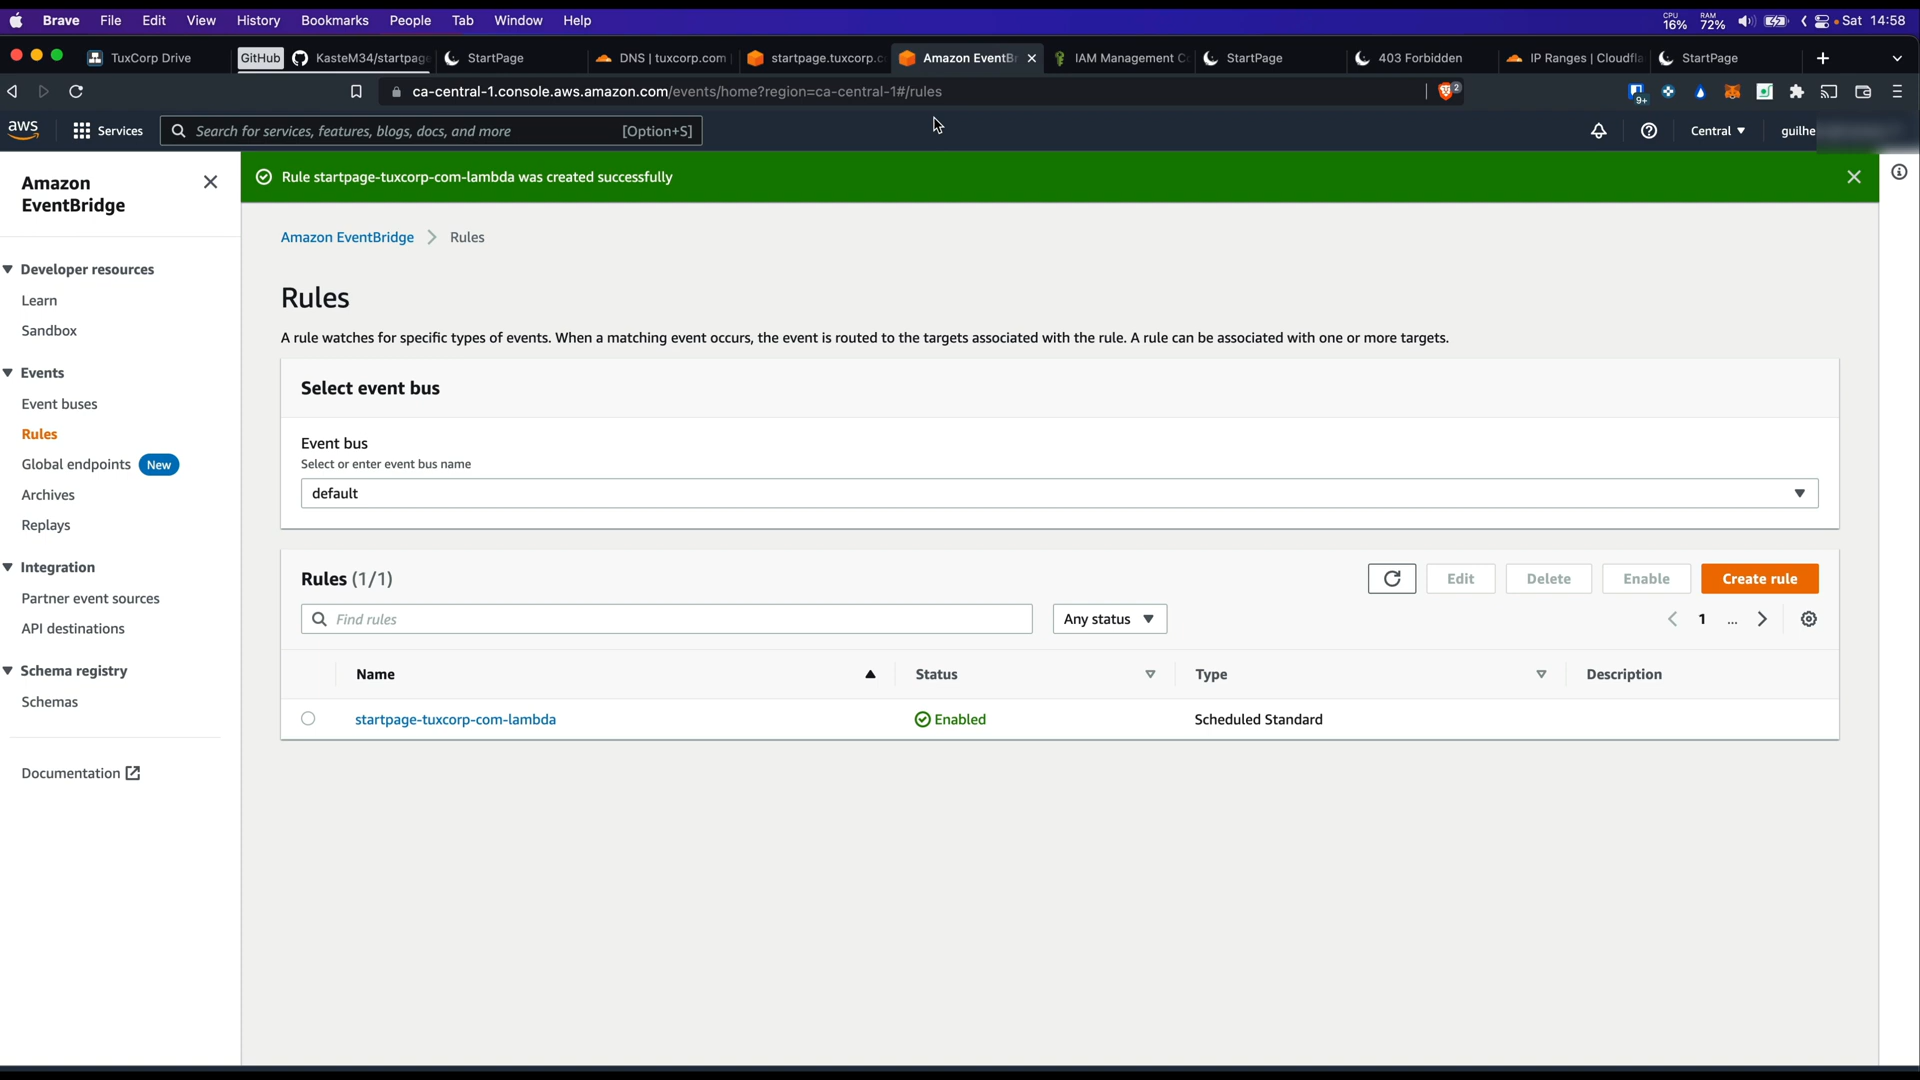 Brave File Edit View History Bookmarks People Tab Window Help
CPU 16% RAM 72% Sat 14:58
TuxCorp Drive GitHub KasteM34/startpage StartPage DNS | tuxcorp.com startpage.tuxcorp.c Amazon EventBr IAM Management C StartPage 403 Forbidden IP Ranges | Cloudfla StartPage
ca-central-1.console.aws.amazon.com/events/home?region=ca-central-1#/rules
2
9+
aws Services Search for services, features, blogs, docs, and more [Option+S] Central guilhe
Amazon
EventBridge
Developer resources
Learn
Sandbox
Events
Event buses
Rules
Global endpoints New
Archives
Replays
Integration
Partner event sources
API destinations
Schema registry
Schemas
Documentation
Rule startpage-tuxcorp-com-lambda was created successfully
Amazon EventBridge Rules
Rules
A rule watches for specific types of events. When a matching event occurs, the event is routed to the targets associated with the rule. A rule can be associated with one or more targets.
Select event bus
Event bus
Select or enter event bus name
default
Rules (1/1) Edit Delete Enable Create rule
Find rules Any status 1 ...
Name Status Type Description
startpage-tuxcorp-com-lambda Enabled Scheduled Standard